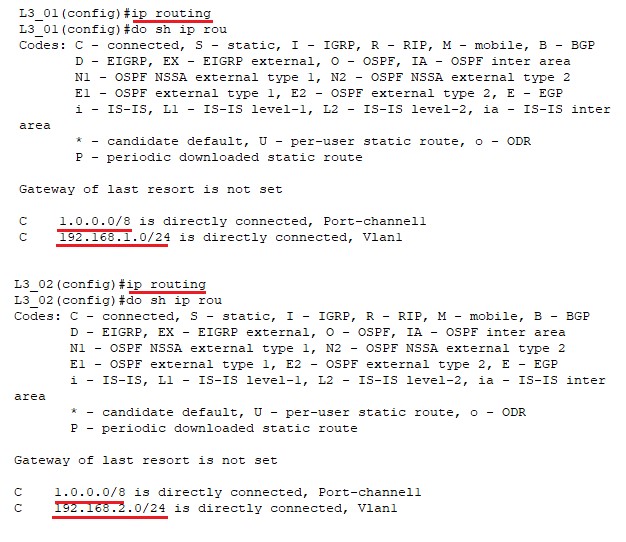 L3_01(config)#ip routing
L3_01(config)#do sh ip rou
Codes: C - connected, S - static, I - IGRP, R - RIP, M - mobile, B - BGP
D - EIGRP, EX - EIGRP external, O - OSPF, IA - OSPF inter area
N1 - OSPF NSSA external type 1, N2 - OSPF NSSA external type 2
E1 - OSPF external type 1, E2 - OSPF external type 2, E - EGP
i - IS-IS, L1 - IS-IS level-1, L2 - IS-IS level-2, ia - IS-IS inter
area
* - candidate default, U - per-user static route, o - ODR
P - periodic downloaded static route
Gateway of last resort is not set
C 1.0.0.0/8 is directly connected, Port-channel1
C 192.168.1.0/24 is directly connected, Vlan1
L3_02(config)#ip routing
L3_02(config)#do sh ip rou
Codes: C - connected, S - static, I - IGRP, R - RIP, M - mobile, B - BGP
D - EIGRP, EX - EIGRP external, O - OSPF, IA - OSPF inter area
N1 - OSPF NSSA external type 1, N2 - OSPF NSSA external type 2
E1 - OSPF external type 1, E2 - OSPF external type 2, E - EGP
i - IS-IS, L1 - IS-IS level-1, L2 - IS-IS level-2, ia - IS-IS inter
area
* - candidate default, U - per-user static route, o - ODR
P - periodic downloaded static route
Gateway of last resort is not set
C 1.0.0.0/8 is directly connected, Port-channel1
C 192.168.2.0/24 is directly connected, Vlan1